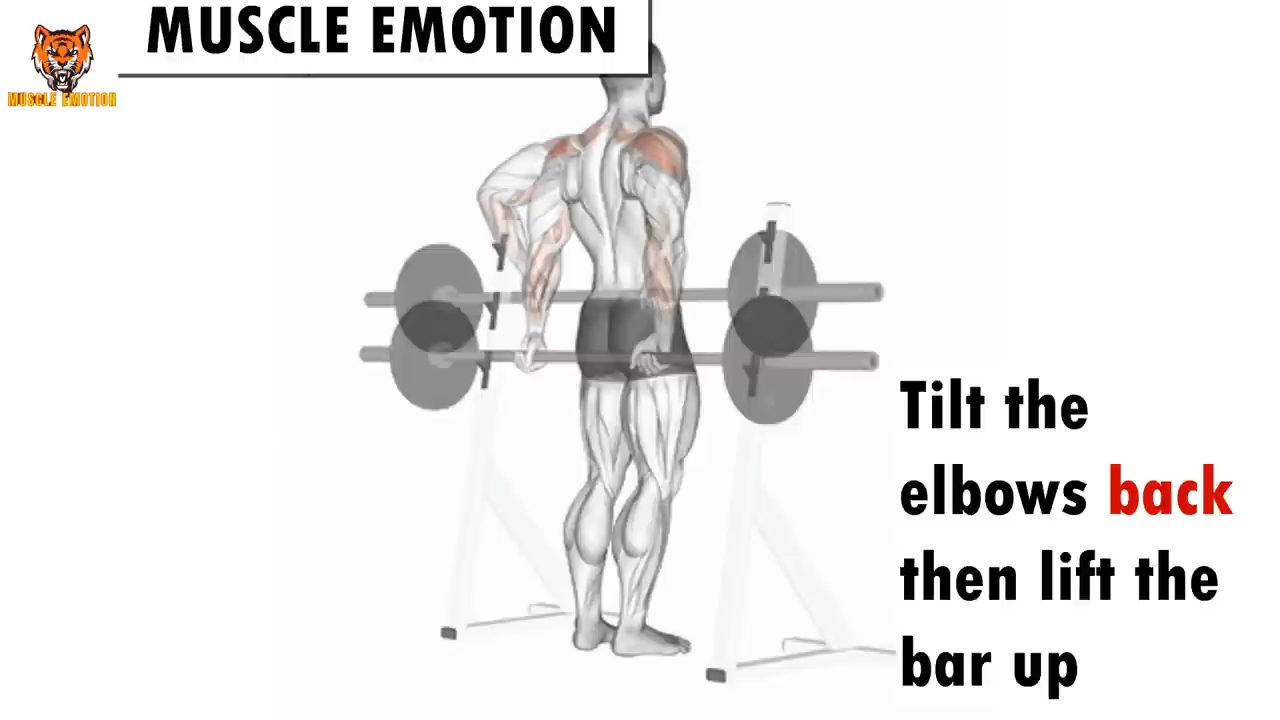 MUSCLE EMOTION
MUSCLE EMOTION
Tilt the
elbows back
then lift the
bar up